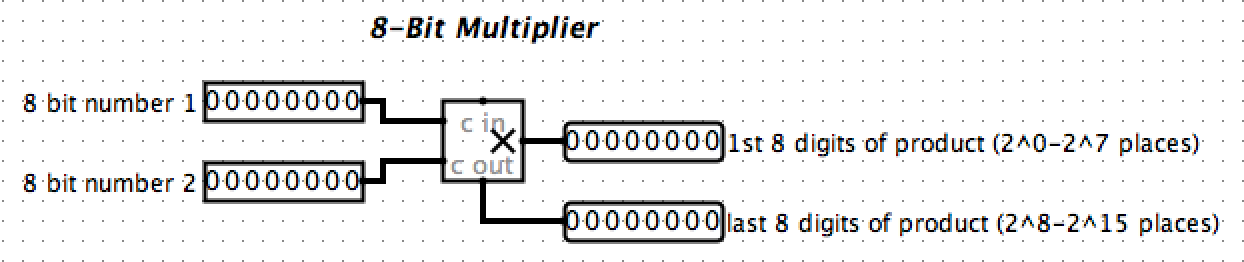 8-Bit Multiplier
8 bit number 1 00000000
c in
×
c out
00000000 1st 8 digits of product (2^0-2^7 places)
8 bit number 2 00000000
00000000 last 8 digits of product (2^8-2^15 places)